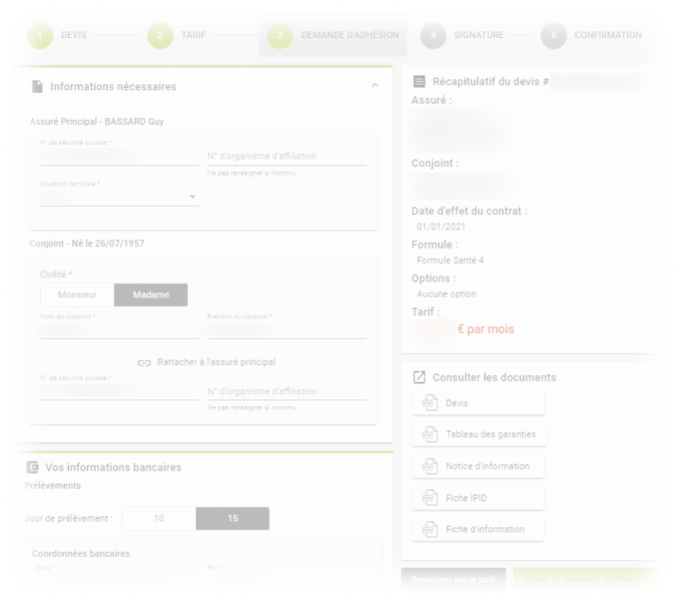 1 DEVIS 2 TARIF 3 DEMANDE D'ADHÉSION 4 SIGNATURE 5 CONFIRMATION
Informations nécessaires
Assuré Principal - BASSARD Guy
N° de sécurité sociale *
N° d'organisme d'affiliation
Ne pas renseigner si inconnu
Situation familiale *
Conjoint - Né le 26/07/1957
Civilité *
Monsieur Madame
Nom du conjoint * Prénom du conjoint *
Rattacher à l'assuré principal
N° de sécurité sociale *
N° d'organisme d'affiliation
Ne pas renseigner si inconnu
Vos informations bancaires
Prélèvements
Jour de prélèvement : 10 15
Coordonnées bancaires
IBAN * BIC *
Récapitulatif du devis #
Assuré :
Conjoint :
Date d'effet du contrat :
01/01/2021
Formule :
Formule Santé 4
Options :
Aucune option
Tarif :
€ par mois
Consulter les documents
Devis
Tableau des garanties
Notice d'information
Fiche IPID
Fiche d'information
Retourner sur le tarif